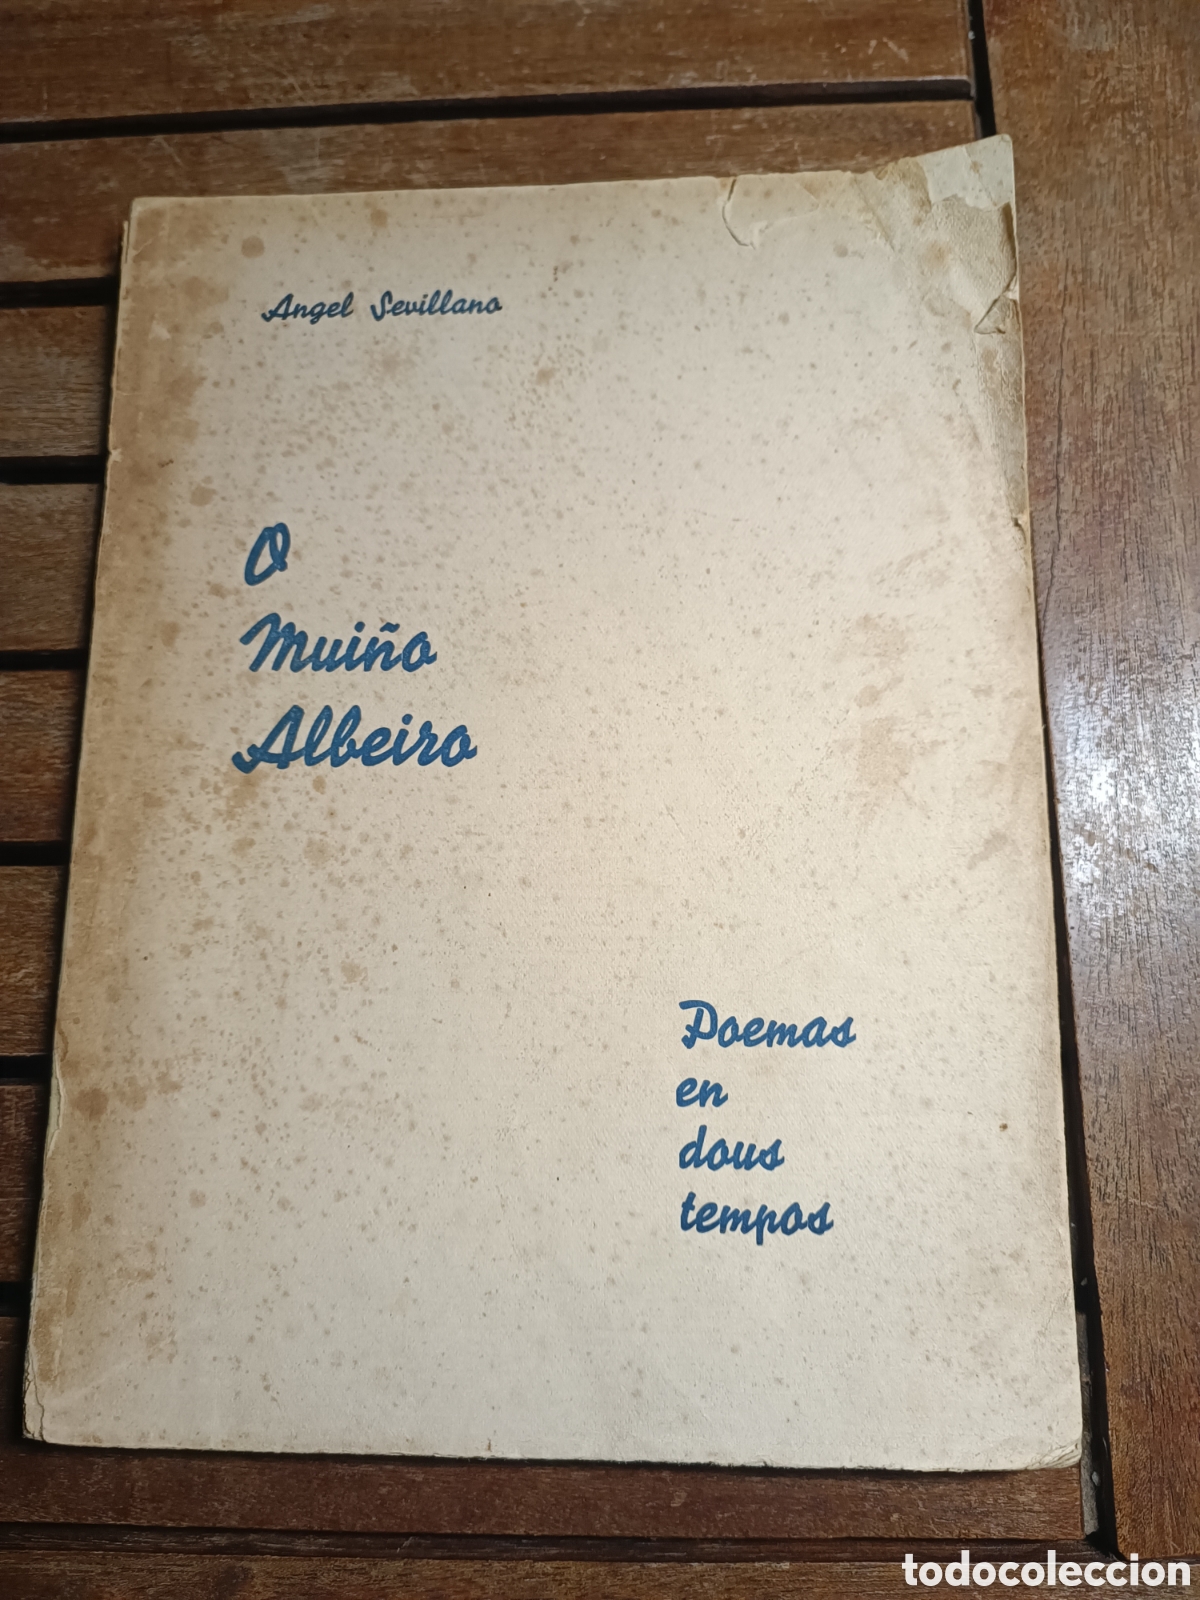 Angel Sevillano
O
Muiño
Albeiro
Poemas
en
dous
tempos
todocoleccion